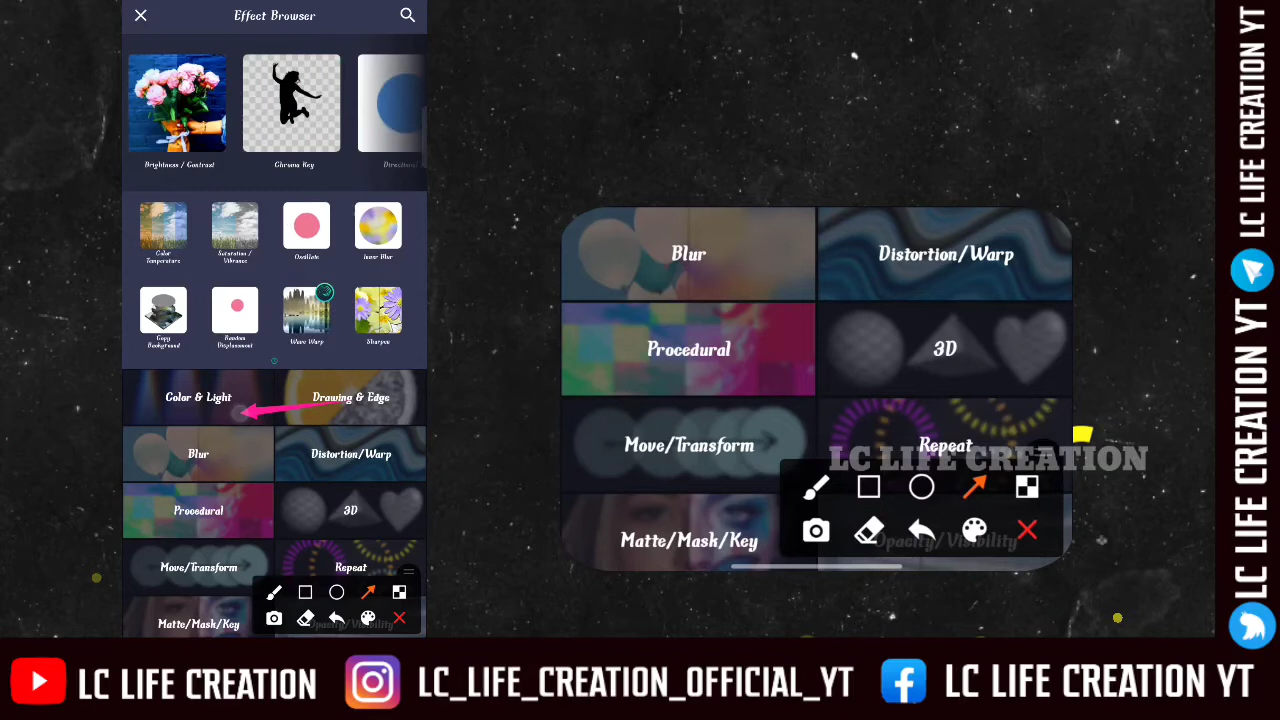 Effect Browser
Brightness / Contrast
Chroma Key
Directional
Color
Temperature
Saturation /
Vibrance
Oscillate
Inner Blur
Copy
Background
Random
Displacement
Wave Warp
Sharpen
Color & Light
Drawing & Edge
Blur
Distortion/Warp
Procedural
3D
Move/Transform
Repeat
Matte/Mask/Key
Opacity/Visibility
Blur
Distortion/Warp
Procedural
3D
Move/Transform
Repeat
LC LIFE CREATION
Matte/Mask/Key
Opacity/Visibility
LC LIFE CREATION YT
LC LIFE CREATION YT
LC LIFE CREATION
LC_LIFE_CREATION_OFFICIAL_YT
LC LIFE CREATION YT